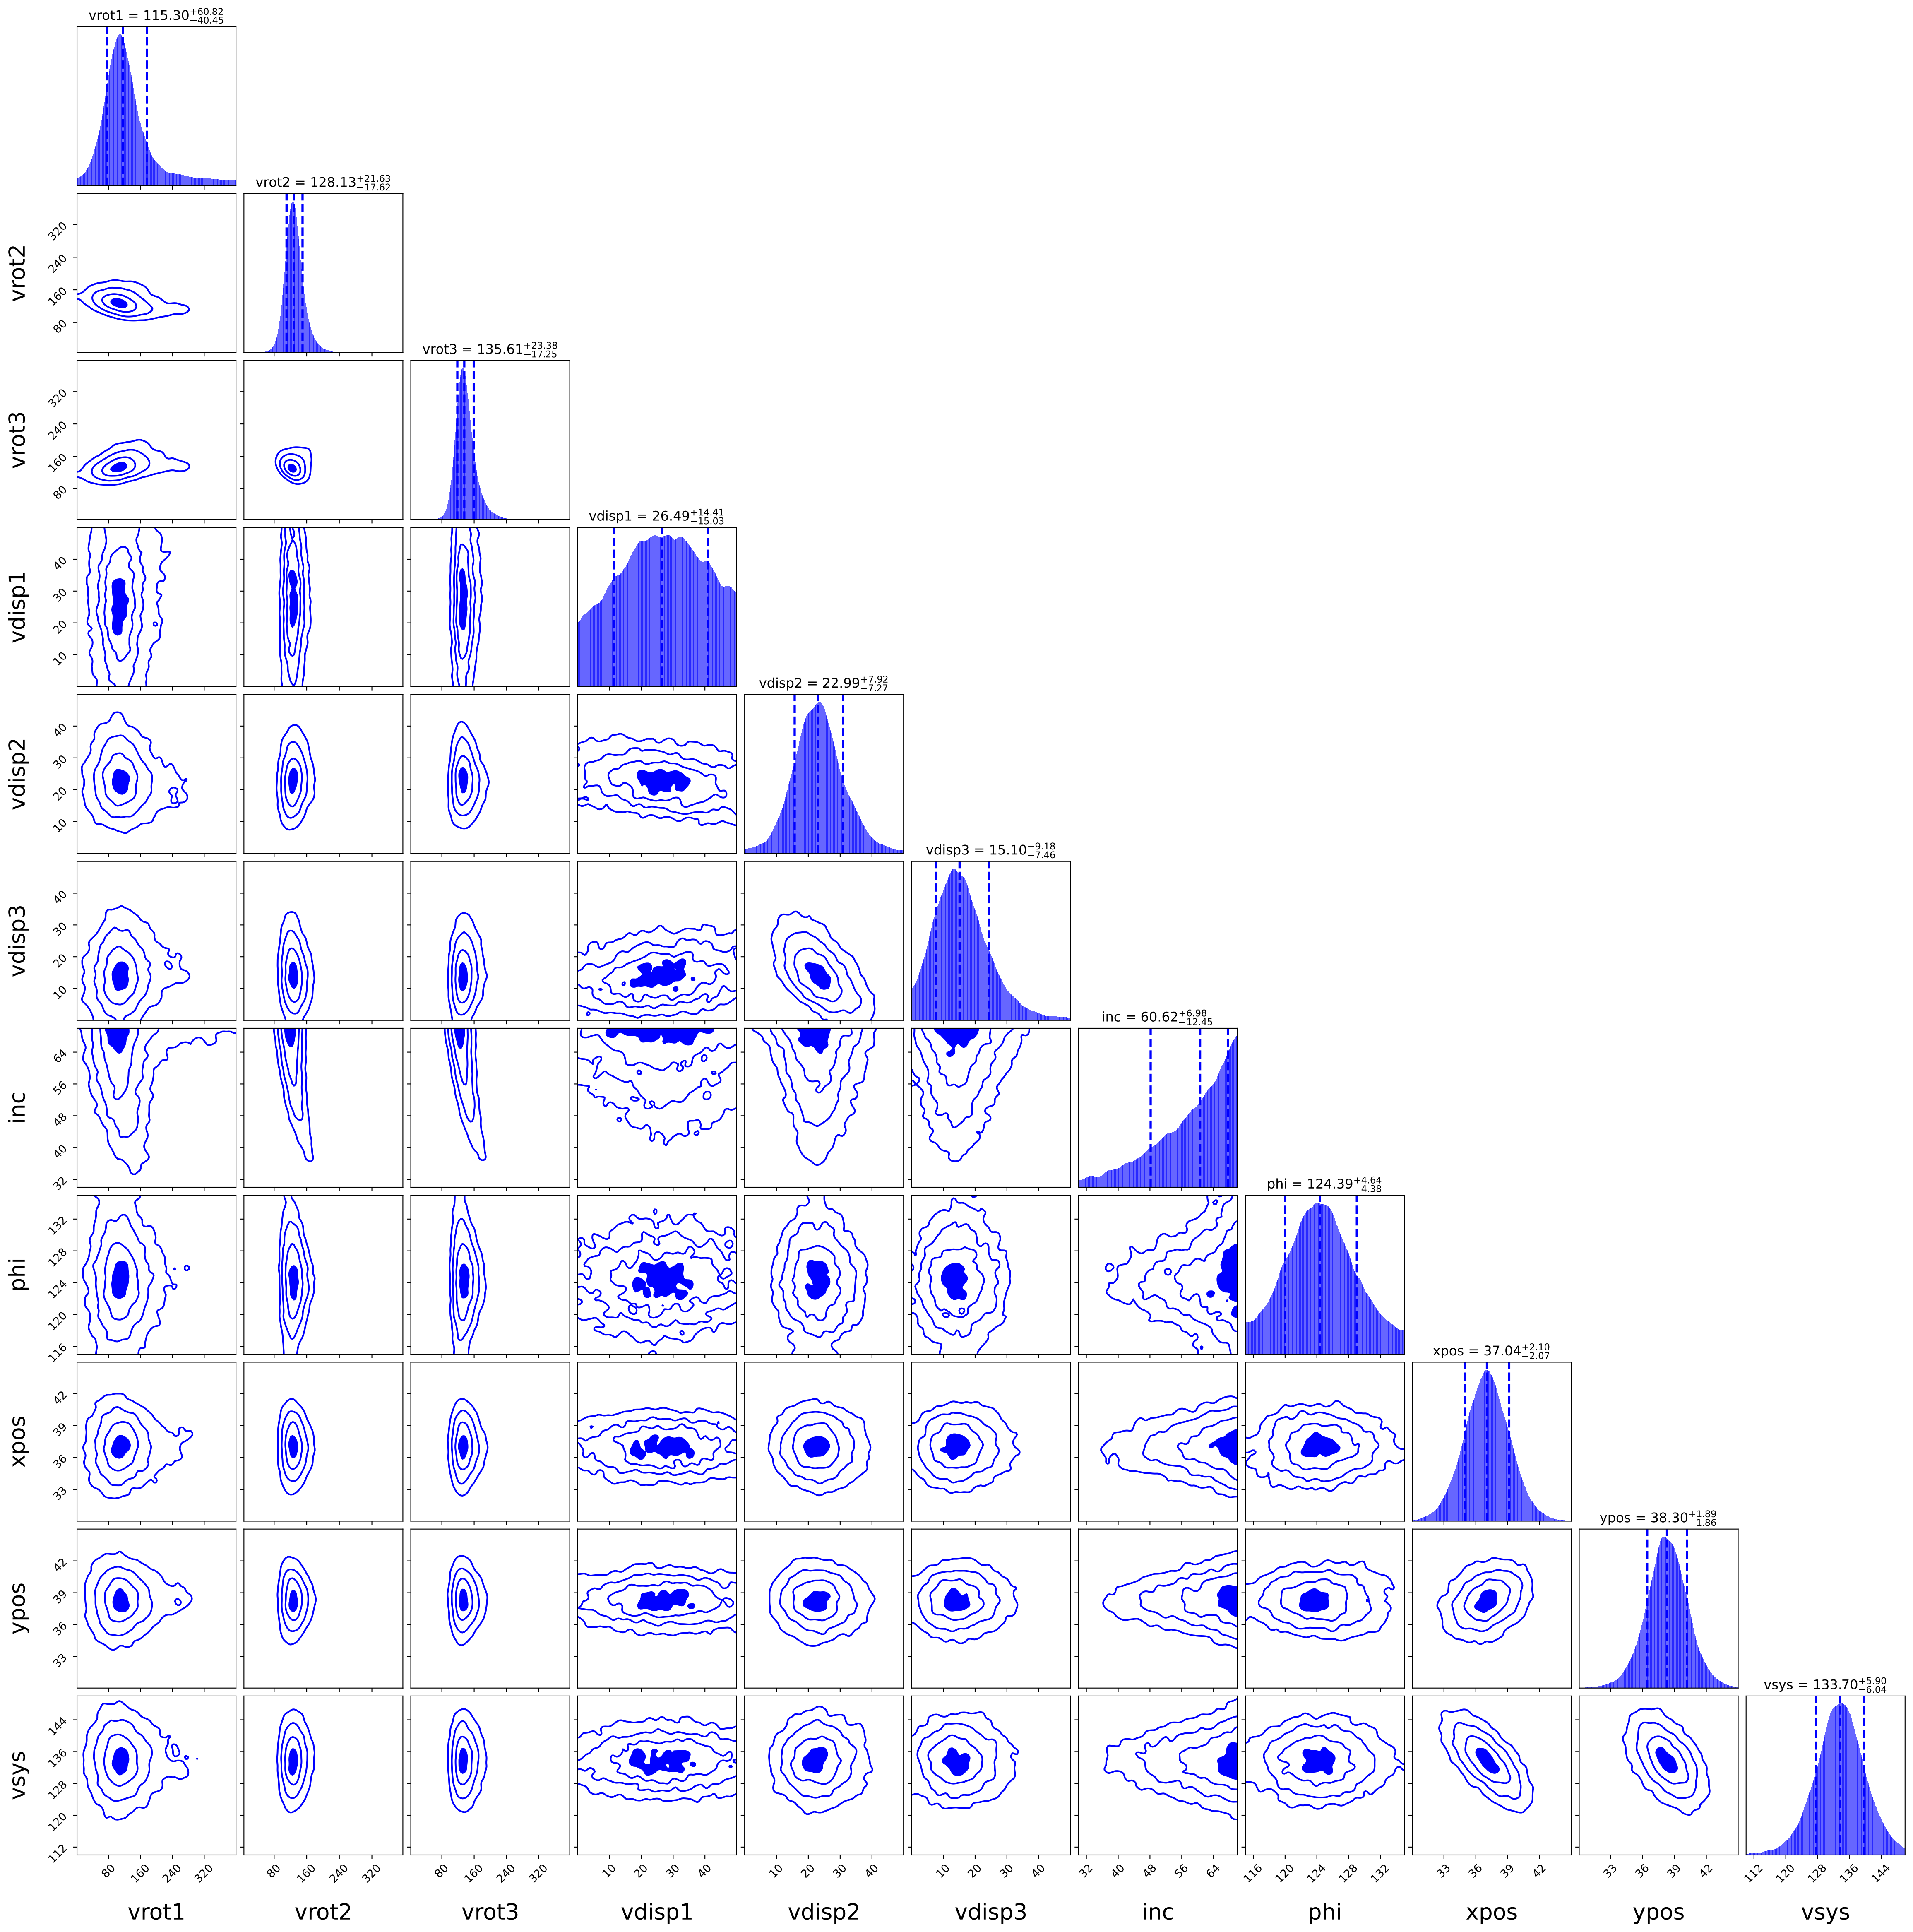 vrot1 = 115.30+60.82−40.45
vrot2 = 128.13+21.63−17.62
320
240
160
80
vrot2
vrot3 = 135.61+23.38−17.25
320
240
160
80
vrot3
vdisp1 = 26.49+14.41−15.03
40
30
20
10
vdisp1
vdisp2 = 22.99+7.92−7.27
40
30
20
10
vdisp2
vdisp3 = 15.10+9.18−7.46
40
30
20
10
vdisp3
inc = 60.62+6.98−12.45
64
56
48
40
32
inc
phi = 124.39+4.64−4.38
132
128
124
120
116
phi
xpos = 37.04+2.10−2.07
42
39
36
33
xpos
ypos = 38.30+1.89−1.86
42
39
36
33
ypos
vsys = 133.70+5.90−6.04
144
136
128
120
112
vsys
80 160 240 320 80 160 240 320 80 160 240 320 10 20 30 40 10 20 30 40 10 20 30 40 32 40 48 56 64 116 120 124 128 132 33 36 39 42 33 36 39 42 112 120 128 136 144
vrot1 vrot2 vrot3 vdisp1 vdisp2 vdisp3 inc phi xpos ypos vsys